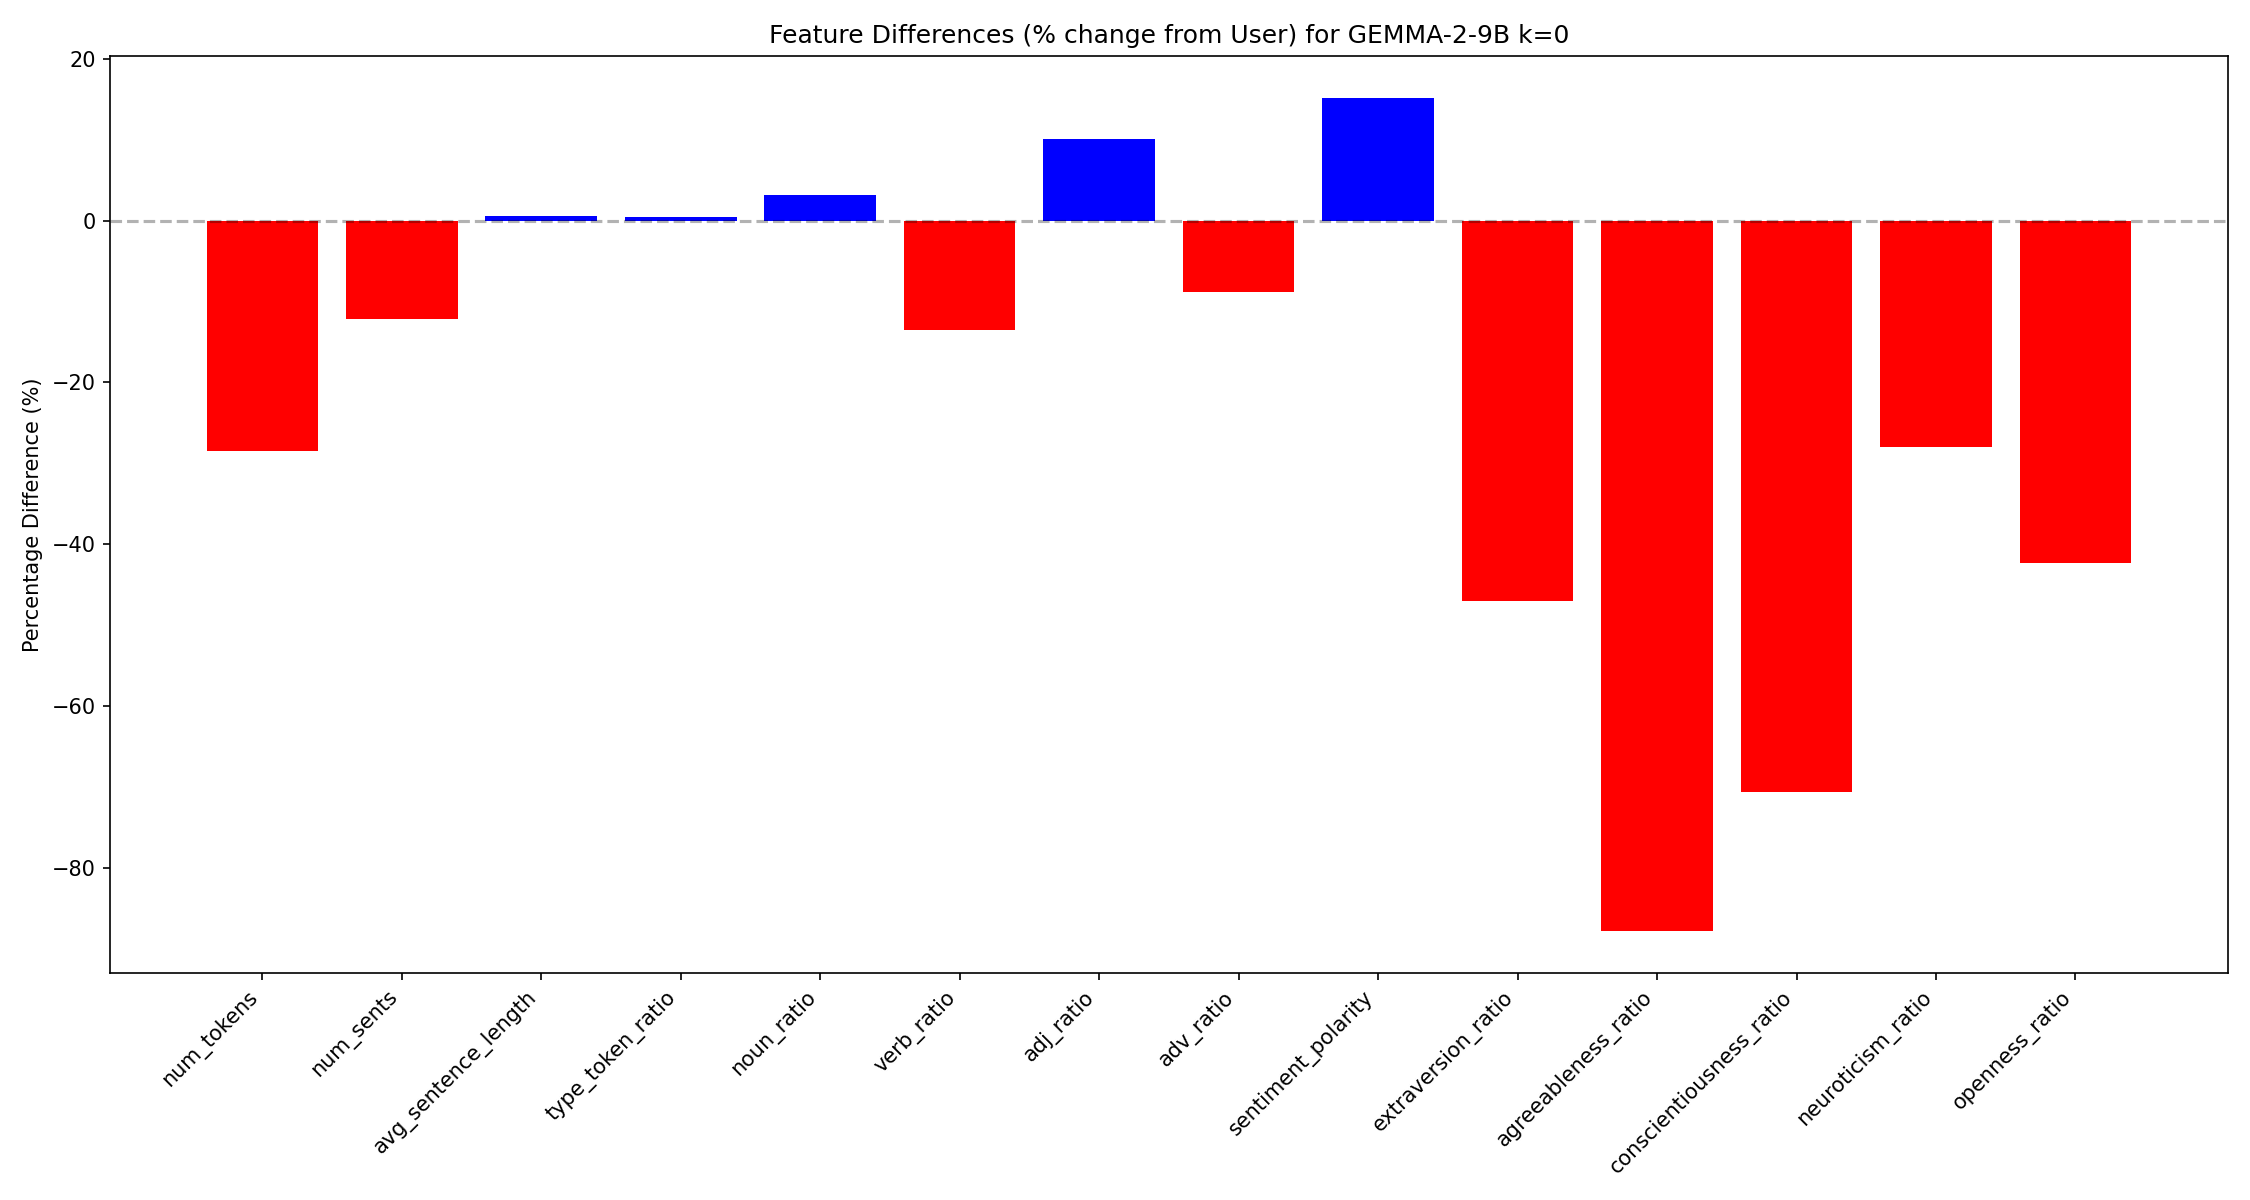 Feature Differences (% change from User) for GEMMA-2-9B k=0
Percentage Difference (%)
20
0
−20
−40
−60
−80
num_tokens
num_sents
avg_sentence_length
type_token_ratio
noun_ratio
verb_ratio
adj_ratio
adv_ratio
sentiment_polarity
extraversion_ratio
agreeableness_ratio
conscientiousness_ratio
neuroticism_ratio
openness_ratio